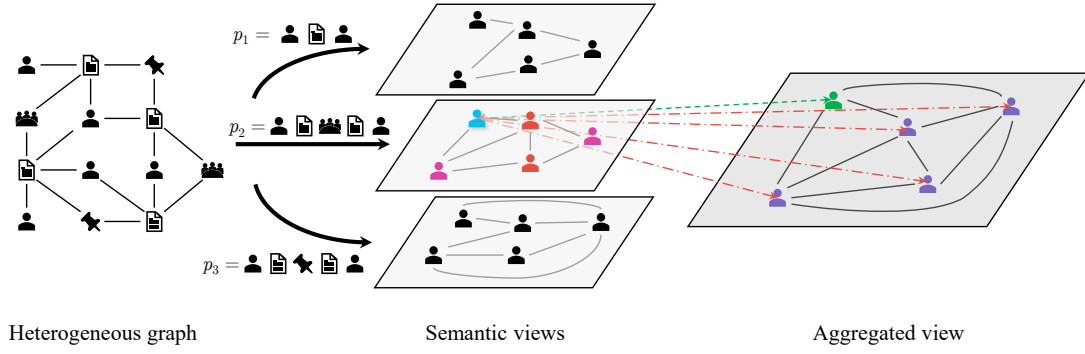 p₁ =
p₂ =
p₃ =
Heterogeneous graph
Semantic views
Aggregated view